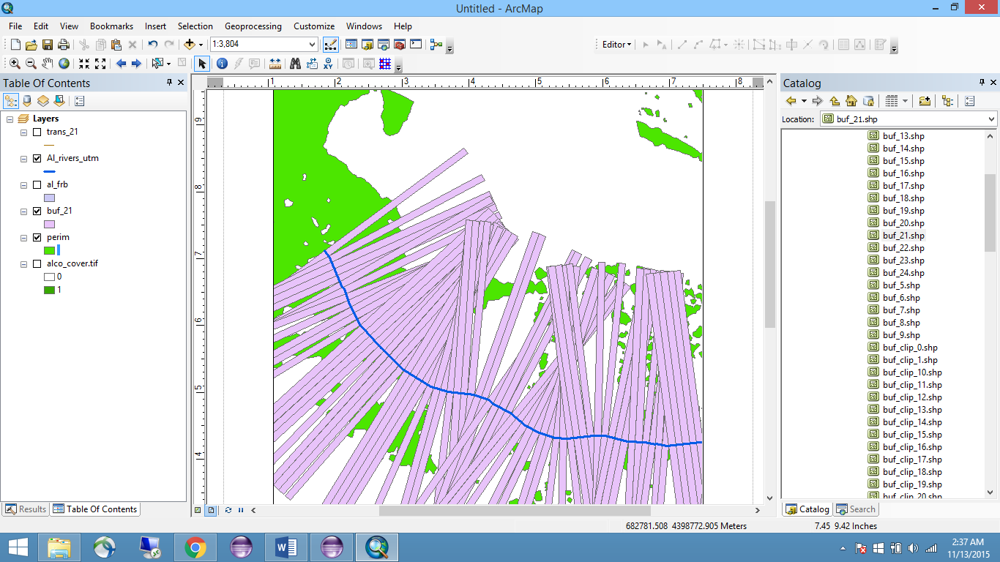 Untitled - ArcMap
File Edit View Bookmarks Insert Selection Geoprocessing Customize Windows Help
1:3,804
Editor
Table Of Contents
Layers
trans_21
Al_rivers_utm
al_frb
buf_21
perim
alco_cover.tif
0
1
Results
Table Of Contents
1 2 3 4 5 6 7 8
9
8
7
6
5
4
Catalog
Location: buf_21.shp
buf_13.shp
buf_14.shp
buf_15.shp
buf_16.shp
buf_17.shp
buf_18.shp
buf_19.shp
buf_20.shp
buf_21.shp
buf_22.shp
buf_23.shp
buf_24.shp
buf_5.shp
buf_6.shp
buf_7.shp
buf_8.shp
buf_9.shp
buf_clip_0.shp
buf_clip_1.shp
buf_clip_10.shp
buf_clip_11.shp
buf_clip_12.shp
buf_clip_13.shp
buf_clip_14.shp
buf_clip_15.shp
buf_clip_16.shp
buf_clip_17.shp
buf_clip_18.shp
buf_clip_19.shp
buf_clip_20.shp
Catalog
Search
682781.508 4398772.905 Meters
7.45 9.42 Inches
2:37 AM
11/13/2015